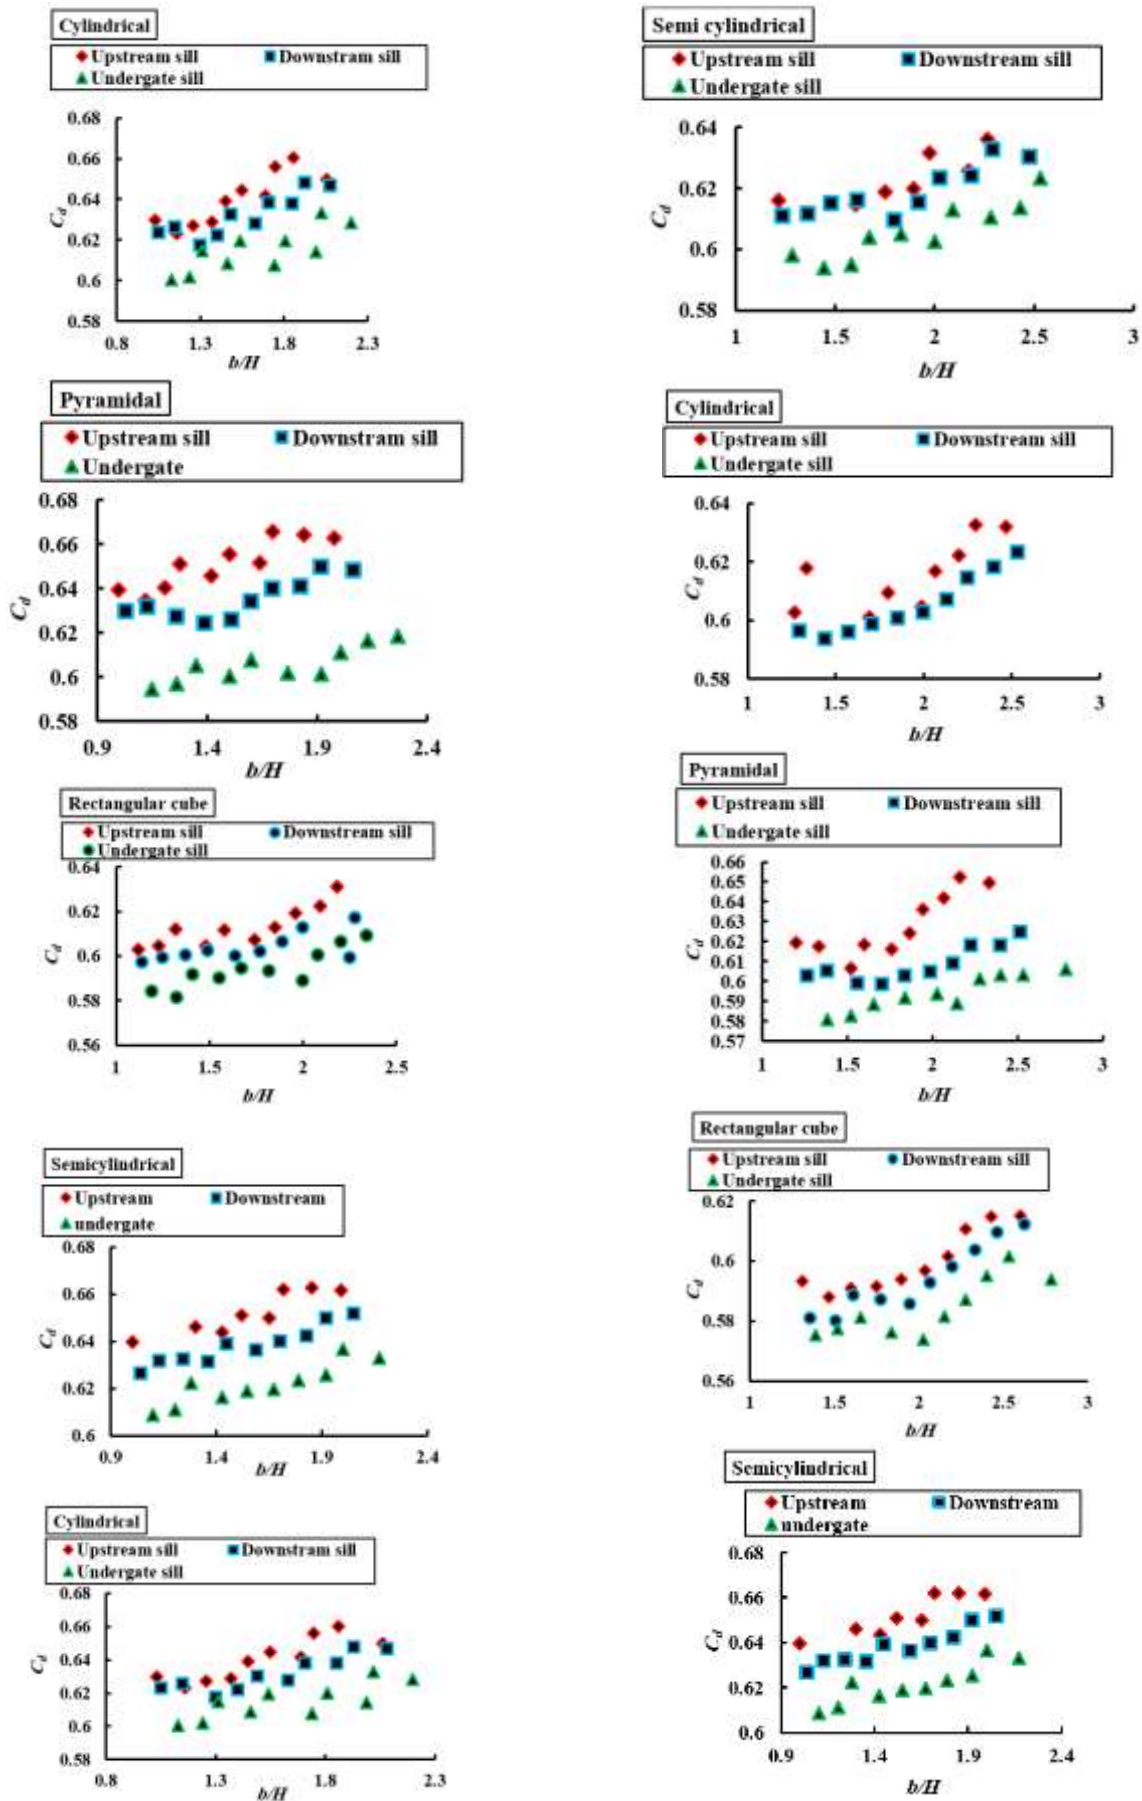 Cylindrical
Upstream sill Downstram sill
Undergate sill
0.68
0.66
0.64
0.62
0.6
0.58
Cd
0.8 1.3 1.8 2.3
b/H
Pyramidal
Upstream sill Downstram sill
Undergate
0.68
0.66
0.64
0.62
0.6
0.58
Cd
0.9 1.4 1.9 2.4
b/H
Rectangular cube
Upstream sill Downstream sill
Undergate sill
0.64
0.62
0.6
0.58
0.56
Cd
1 1.5 2 2.5
b/H
Semicylindrical
Upstream Downstream
undergate
0.68
0.66
0.64
0.62
0.6
Cd
0.9 1.4 1.9 2.4
b/H
Cylindrical
Upstream sill Downstram sill
Undergate sill
0.68
0.66
0.64
0.62
0.6
0.58
Cd
0.8 1.3 1.8 2.3
b/H
Semi cylindrical
Upstream sill Downstream sill
Undergate sill
0.64
0.62
0.6
0.58
Cd
1 1.5 2 2.5 3
b/H
Cylindrical
Upstream sill Downstream sill
Undergate sill
0.64
0.62
0.6
0.58
Cd
1 1.5 2 2.5 3
b/H
Pyramidal
Upstream sill Downstream sill
Undergate sill
0.66
0.65
0.64
0.63
0.62
0.61
0.6
0.59
0.58
0.57
Cd
1 1.5 2 2.5 3
b/H
Rectangular cube
Upstream sill Downstream sill
Undergate sill
0.62
0.6
0.58
0.56
Cd
1 1.5 2 2.5 3
b/H
Semicylindrical
Upstream Downstream
undergate
0.68
0.66
0.64
0.62
0.6
Cd
0.9 1.4 1.9 2.4
b/H